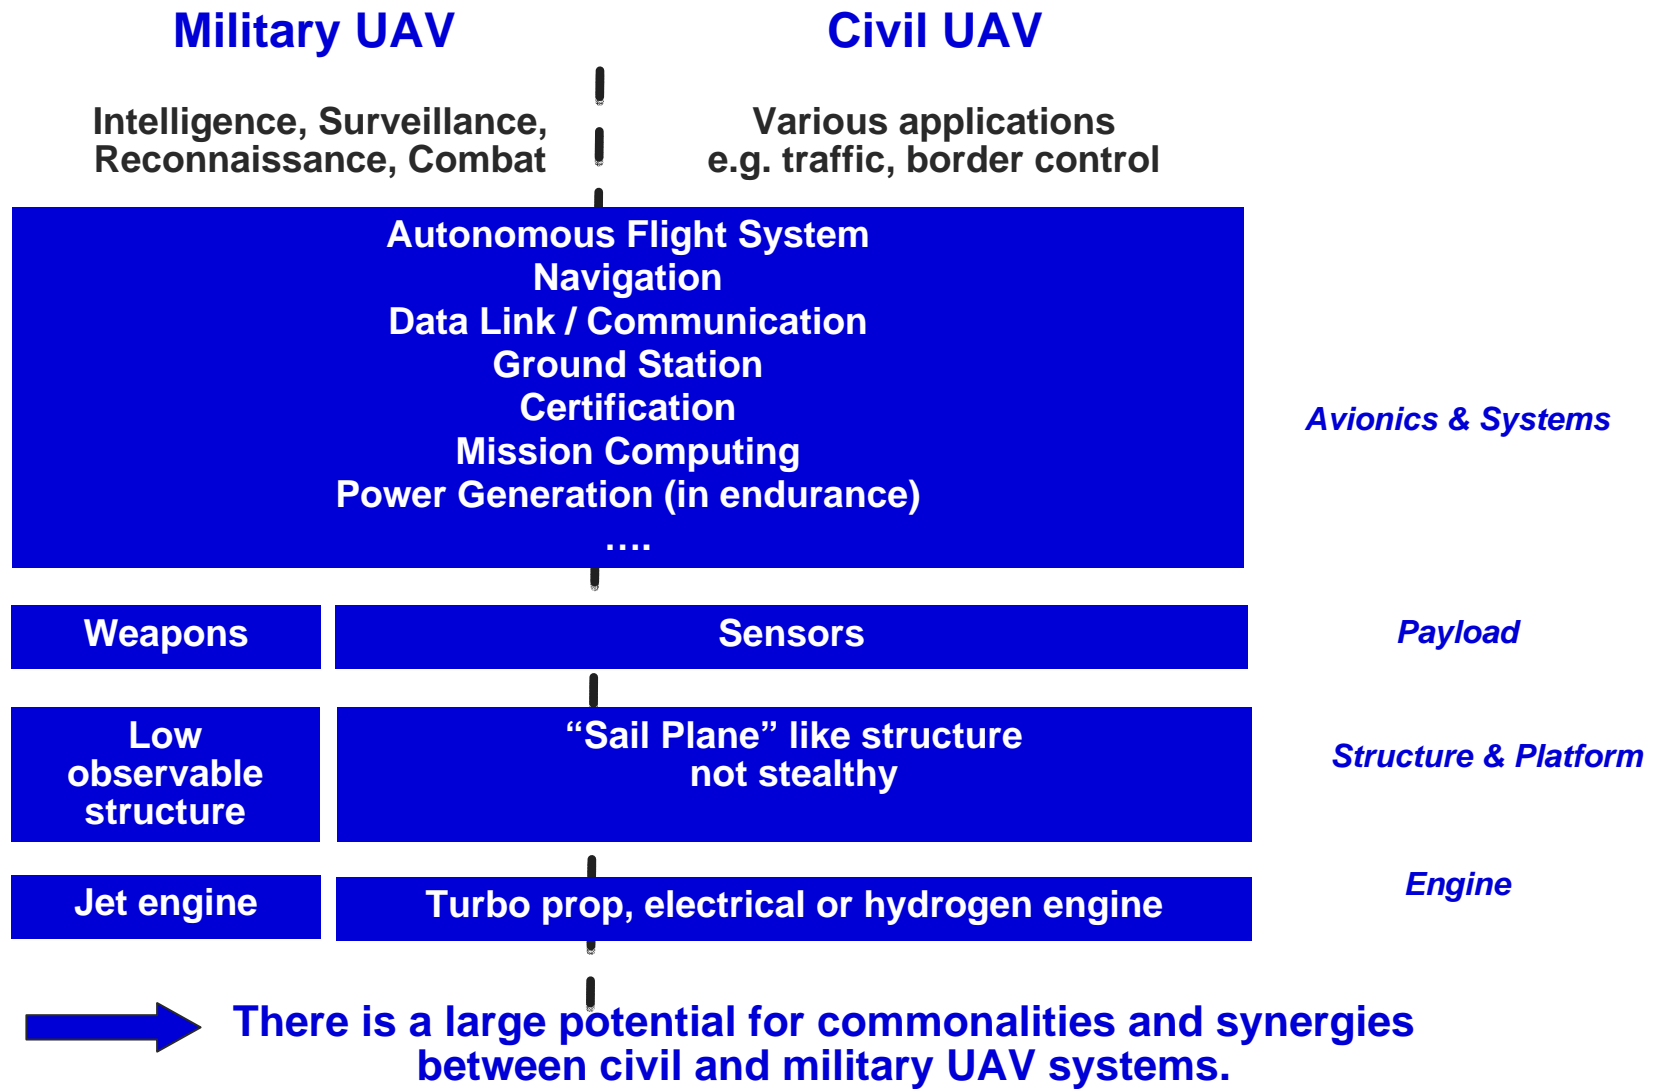 Military UAV
Civil UAV
Intelligence, Surveillance,
Reconnaissance, Combat
Various applications
e.g. traffic, border control
Autonomous Flight System
Navigation
Data Link / Communication
Ground Station
Certification
Mission Computing
Power Generation (in endurance)
….
Avionics & Systems
Weapons
Sensors
Payload
Low
observable
structure
“Sail Plane” like structure
not stealthy
Structure & Platform
Jet engine
Turbo prop, electrical or hydrogen engine
Engine
There is a large potential for commonalities and synergies
between civil and military UAV systems.